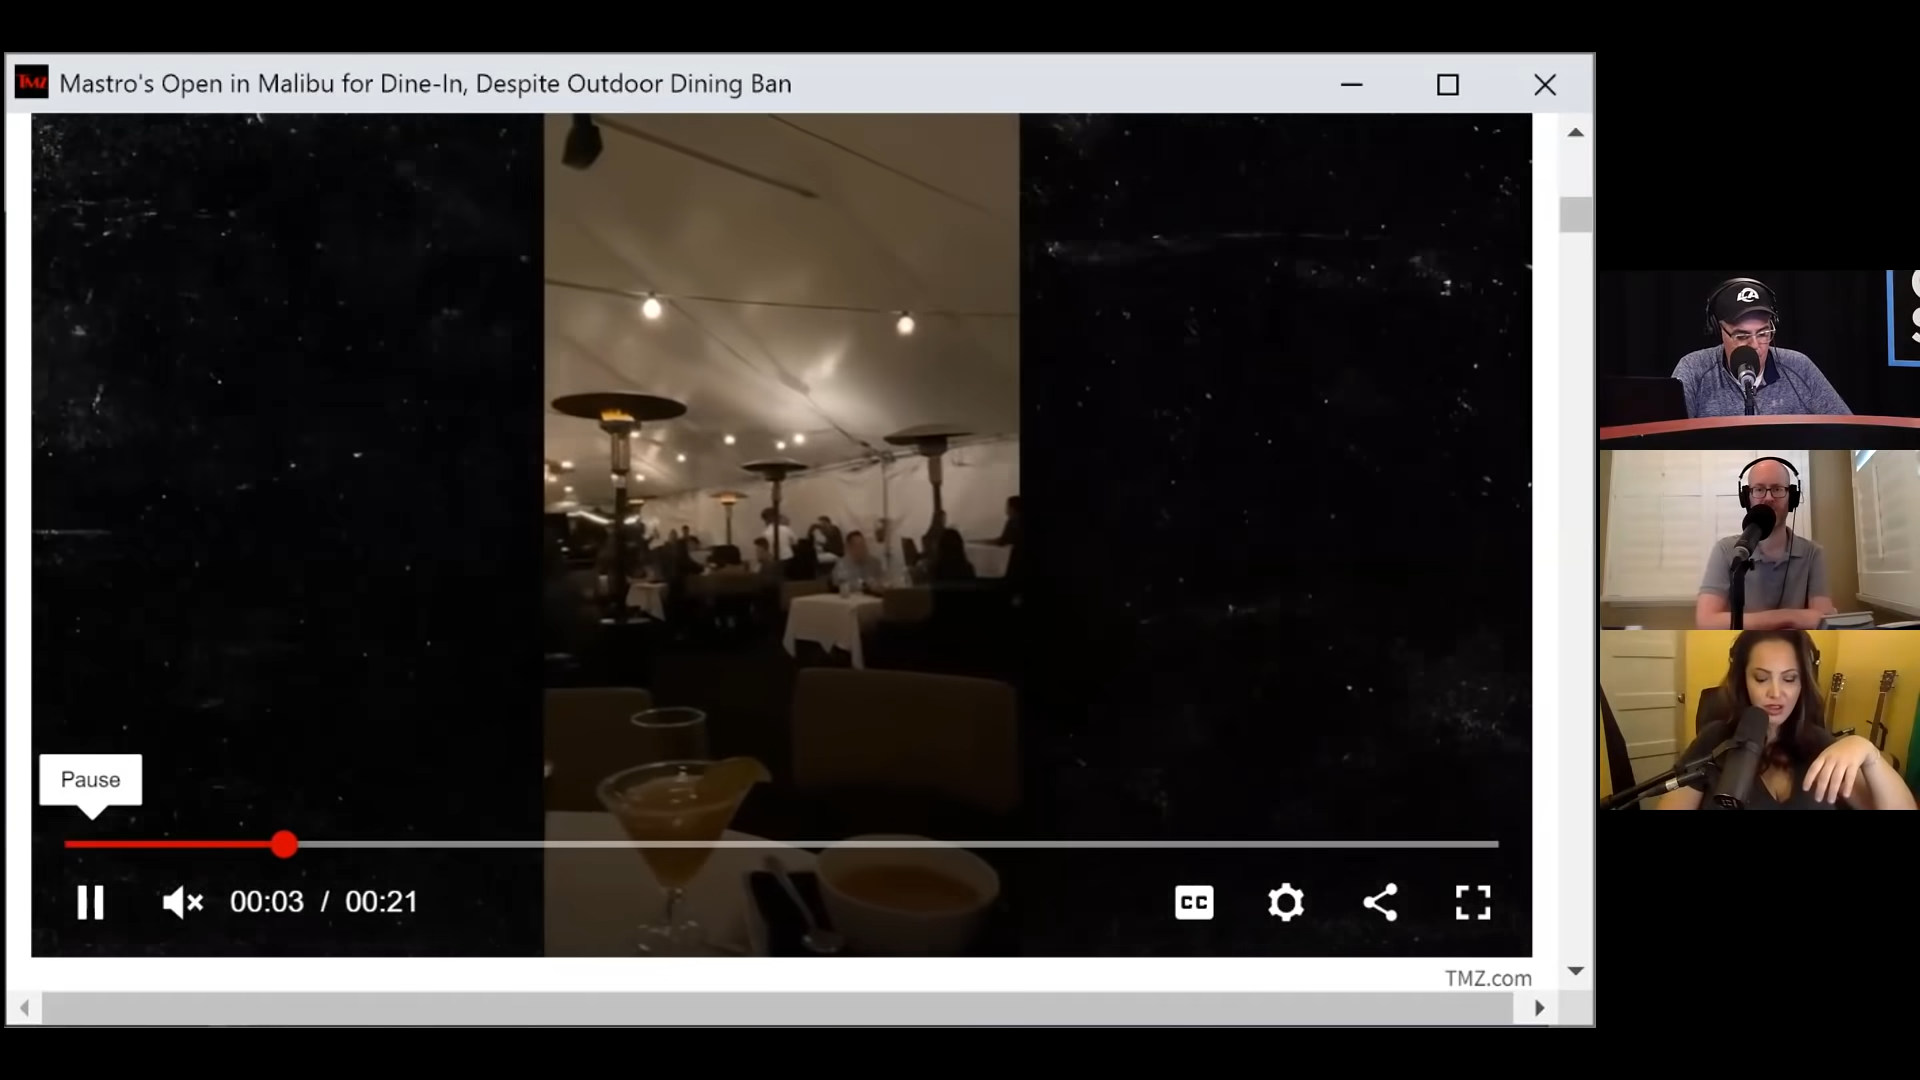 TMZ
Mastro's Open in Malibu for Dine-In, Despite Outdoor Dining Ban
LA
Pause
00:03 / 00:21
CC
TMZ.com